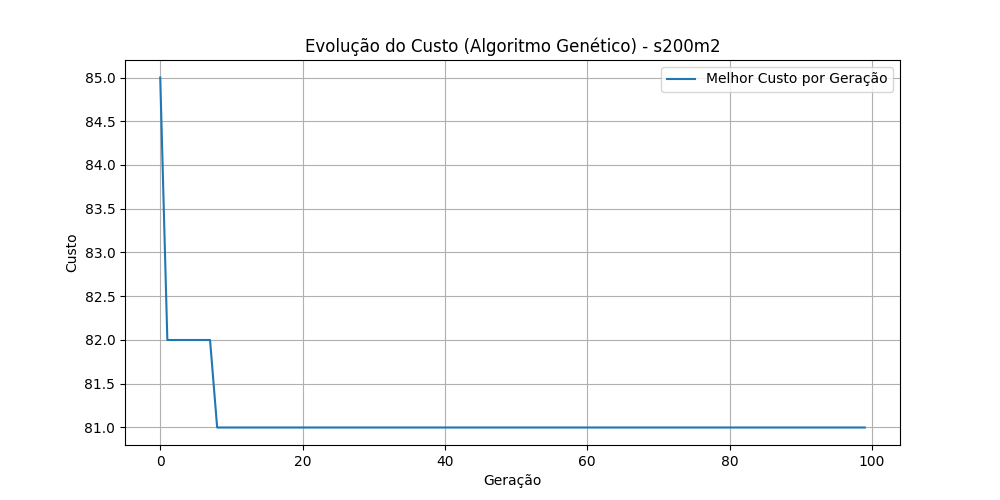 Evolução do Custo (Algoritmo Genético) - s200m2
Melhor Custo por Geração
85.0
84.5
84.0
83.5
83.0
82.5
82.0
81.5
81.0
Custo
0 20 40 60 80 100
Geração